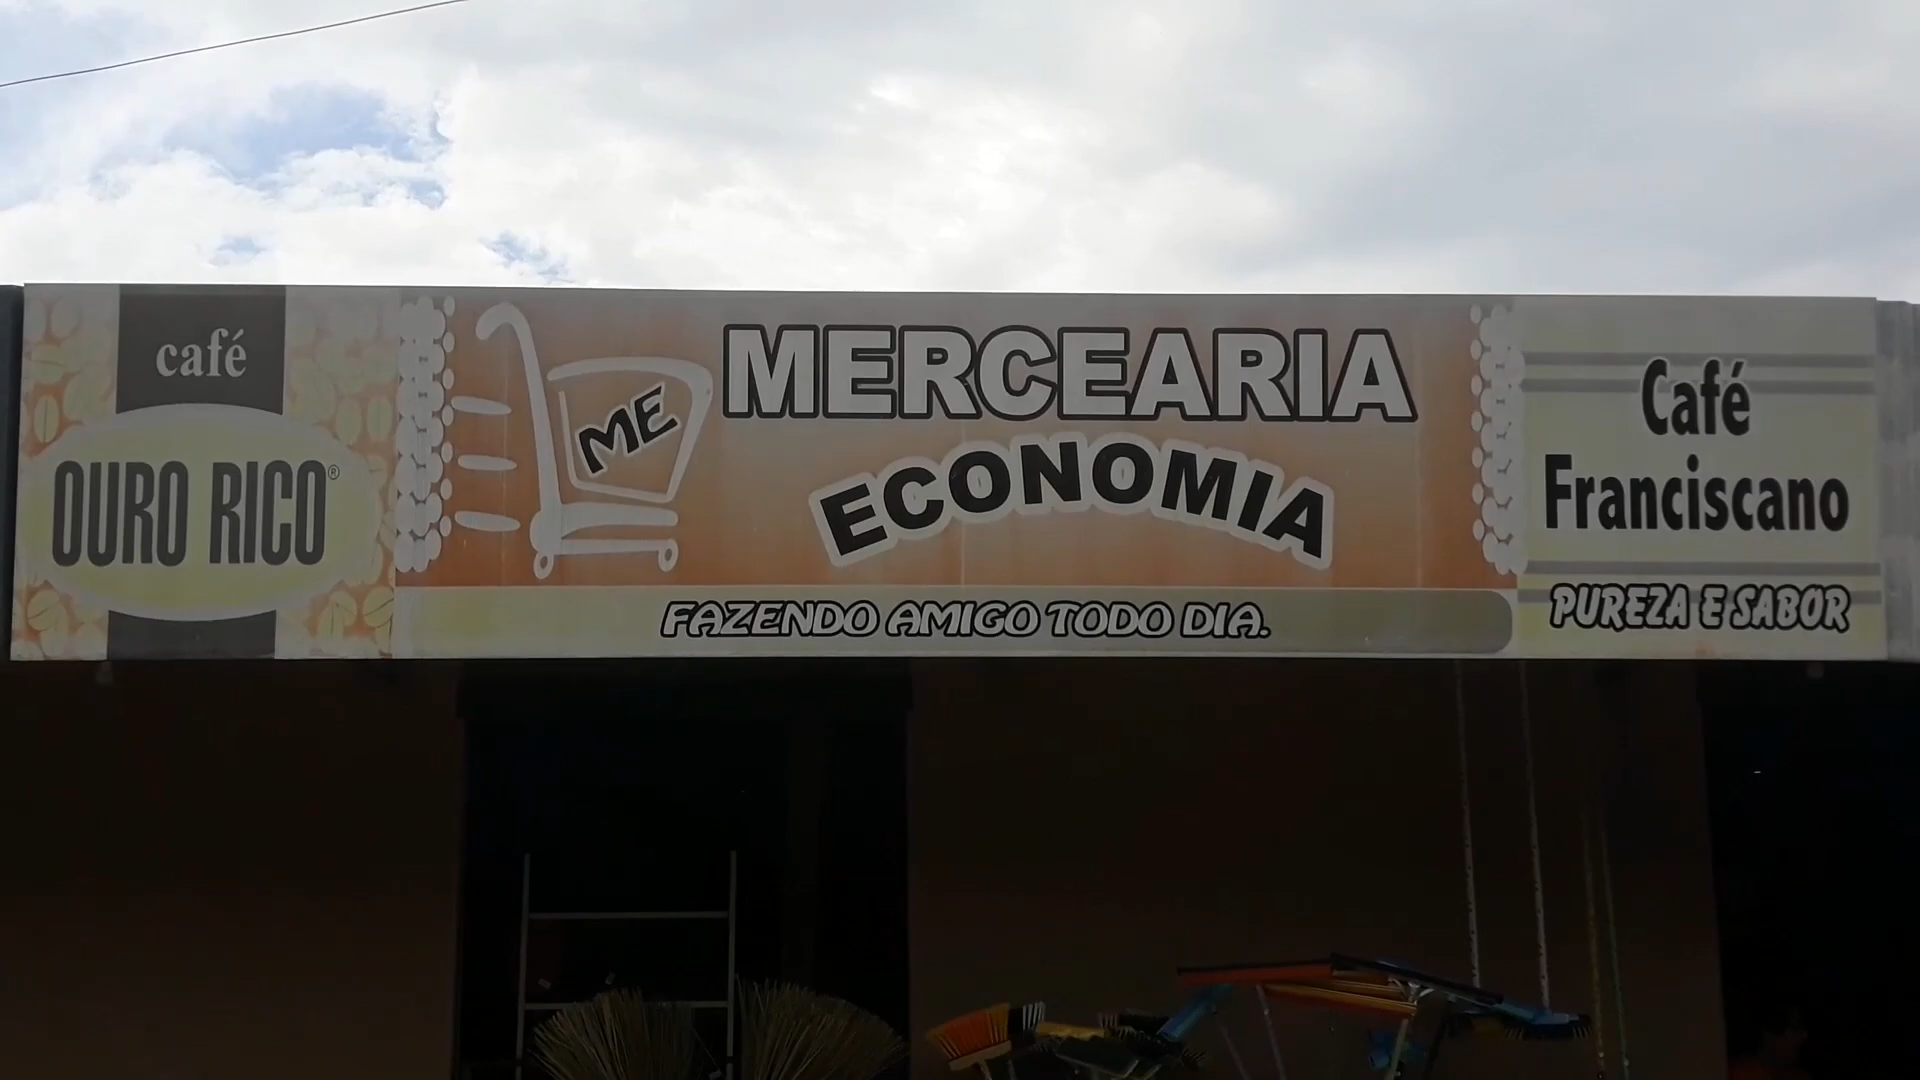 café
OURO RICO®
ME
MERCEARIA
ECONOMIA
FAZENDO AMIGO TODO DIA.
Café
Franciscano
PUREZA E SABOR